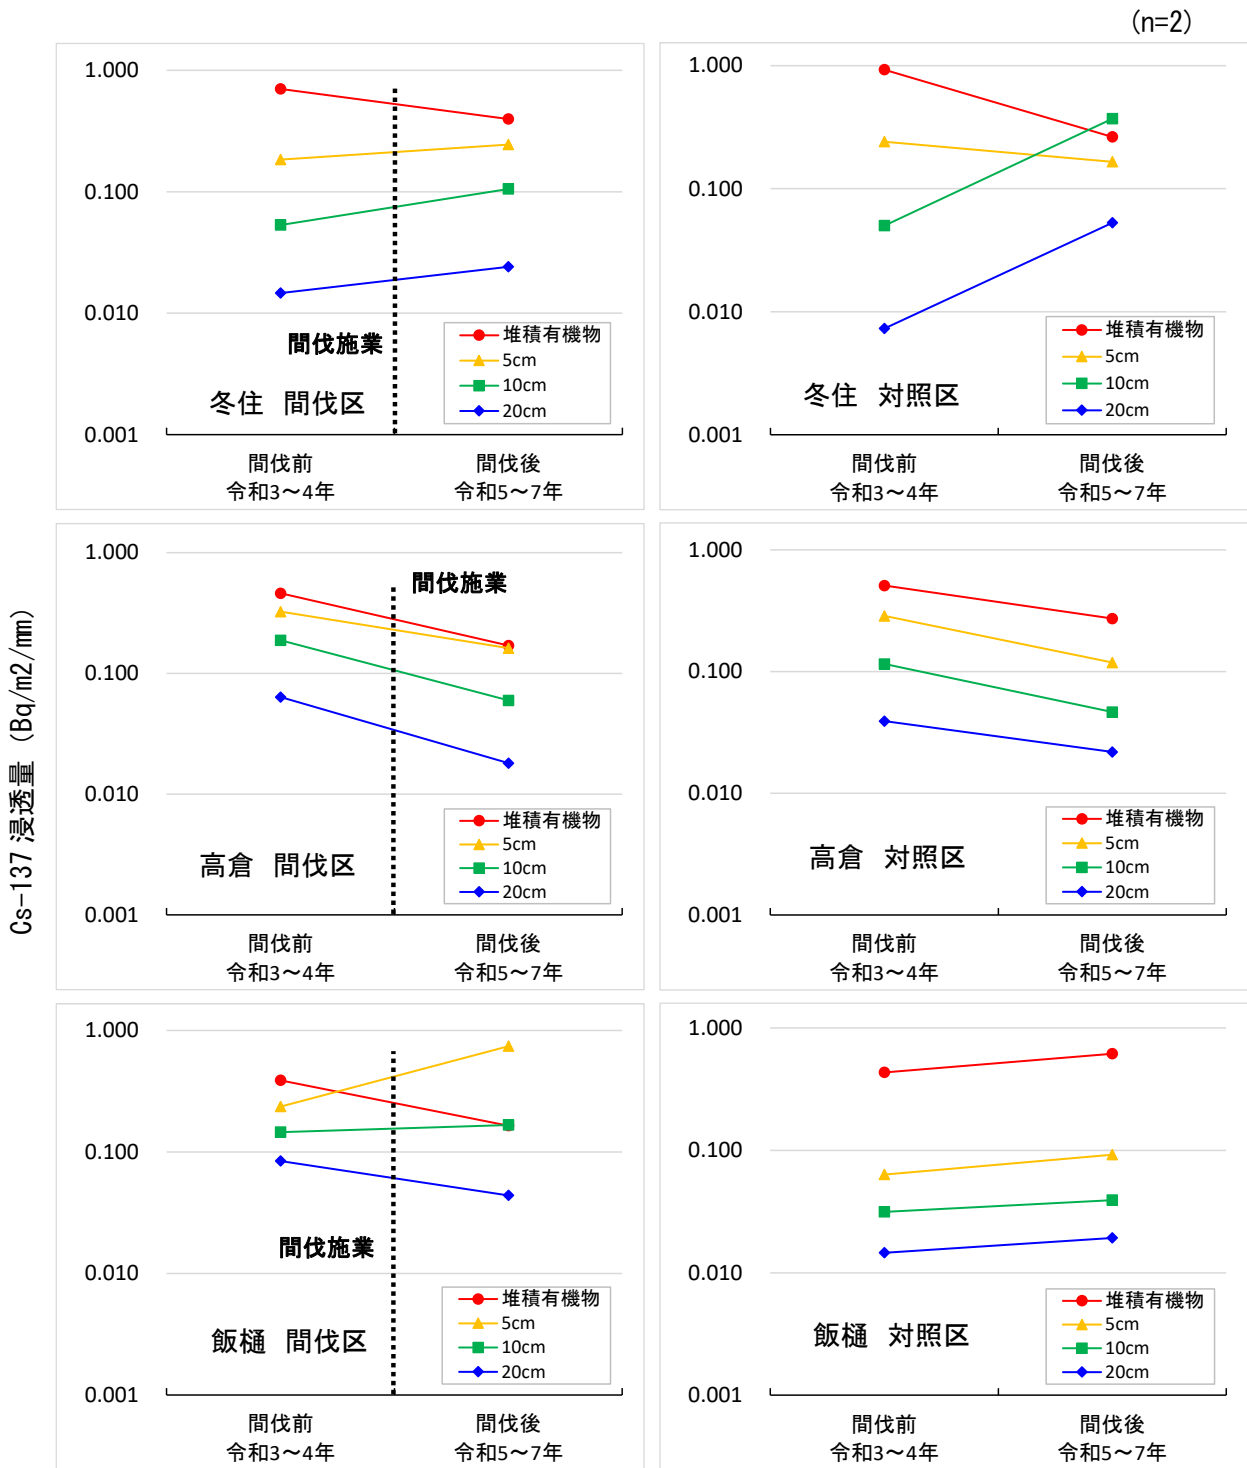 (n=2)
Cs-137 浸透量 (Bq/m2/mm)
1.000
0.100
0.010
0.001
間伐施業
冬住 間伐区
堆積有機物
5cm
10cm
20cm
間伐前
令和3～4年
間伐後
令和5～7年
1.000
0.100
0.010
0.001
冬住 対照区
堆積有機物
5cm
10cm
20cm
間伐前
令和3～4年
間伐後
令和5～7年
1.000
0.100
0.010
0.001
間伐施業
高倉 間伐区
堆積有機物
5cm
10cm
20cm
間伐前
令和3～4年
間伐後
令和5～7年
1.000
0.100
0.010
0.001
高倉 対照区
堆積有機物
5cm
10cm
20cm
間伐前
令和3～4年
間伐後
令和5～7年
1.000
0.100
0.010
0.001
間伐施業
飯樋 間伐区
堆積有機物
5cm
10cm
20cm
間伐前
令和3～4年
間伐後
令和5～7年
1.000
0.100
0.010
0.001
飯樋 対照区
堆積有機物
5cm
10cm
20cm
間伐前
令和3～4年
間伐後
令和5～7年